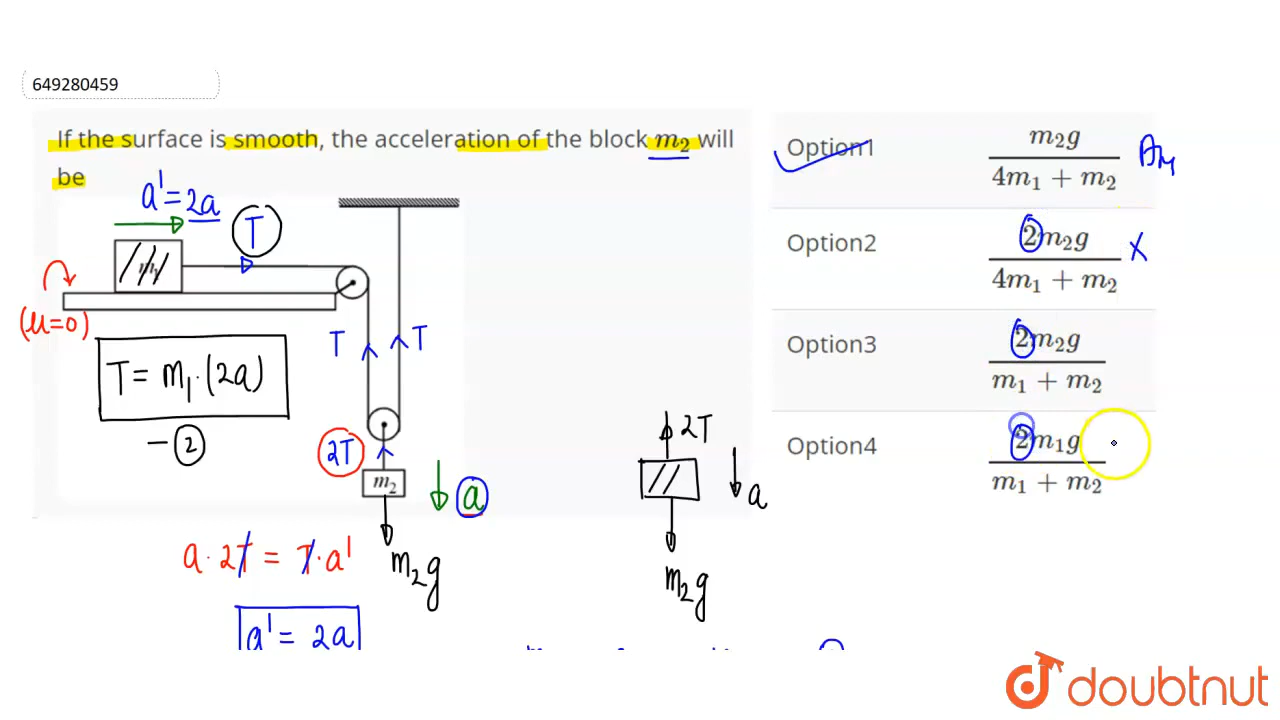 649280459
If the surface is smooth, the acceleration of the block m₂ will
be
a' = 2a
T
(μ=0)
T = m₁·(2a)
— ②
T
T
2T
m₂
a
m₂g
a·2T = T·a'
a' = 2a
2T
a
m₂g
Option1
m₂g
4m₁ + m₂
Option2
2m₂g
4m₁ + m₂
X
Option3
2m₂g
m₁ + m₂
Option4
2m₁g
m₁ + m₂
doubtnut